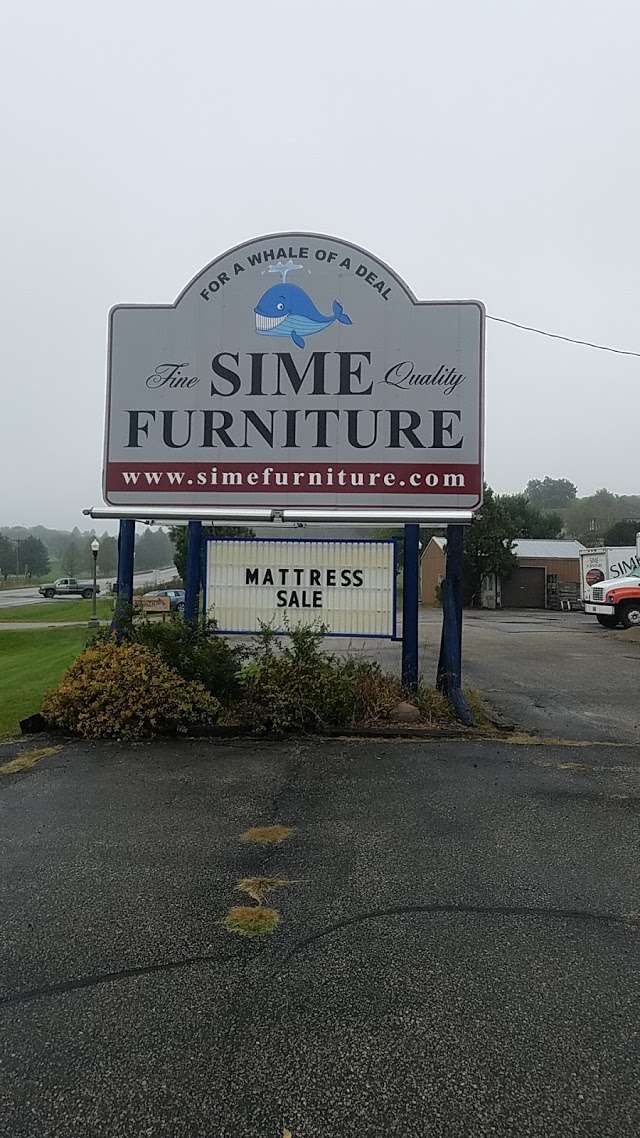 FOR A WHALE OF A DEAL
Fine SIME Quality
FURNITURE
www.simefurniture.com
MATTRESS
SALE